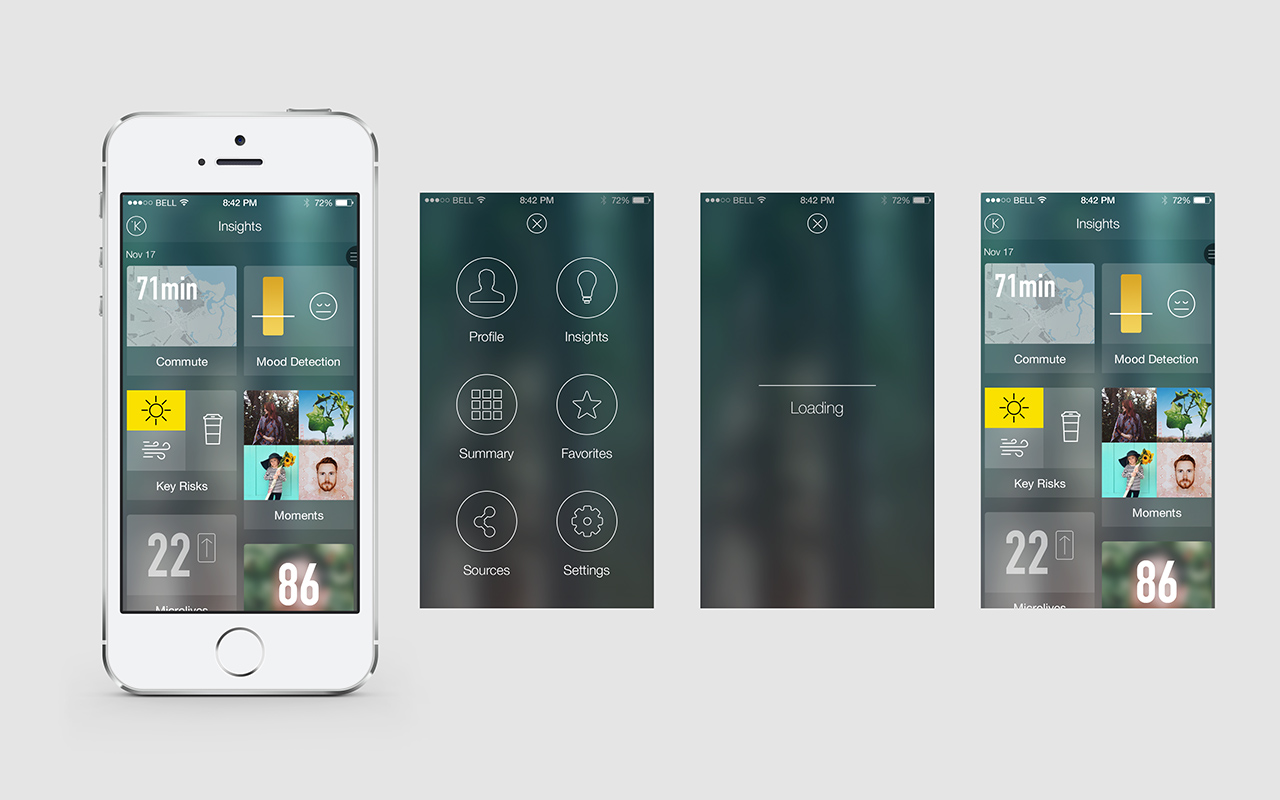 BELL 8:42 PM 72%
K Insights
Nov 17
71min
Commute Mood Detection
Key Risks
Moments
22
86
Microlives
BELL 8:42 PM 72%
Profile Insights
Summary Favorites
Sources Settings
BELL 8:42 PM 72%
Loading
BELL 8:42 PM 72%
K Insights
Nov 17
71min
Commute Mood Detection
Key Risks
Moments
22
86
Microlives